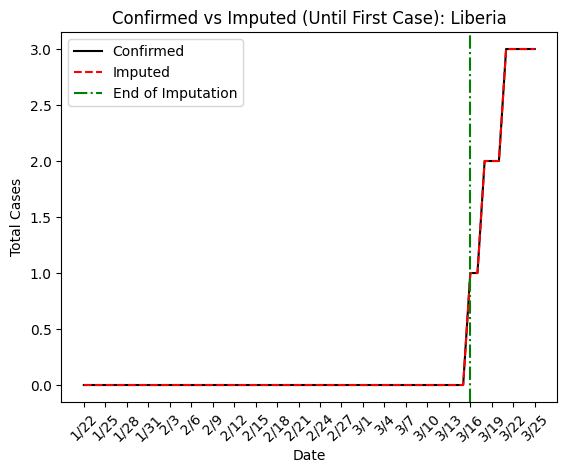 Confirmed vs Imputed (Until First Case): Liberia
Confirmed
Imputed
End of Imputation
Total Cases
3.0
2.5
2.0
1.5
1.0
0.5
0.0
1/22 1/25 1/28 1/31 2/3 2/6 2/9 2/12 2/15 2/18 2/21 2/24 2/27 3/1 3/4 3/7 3/10 3/13 3/16 3/19 3/22 3/25
Date